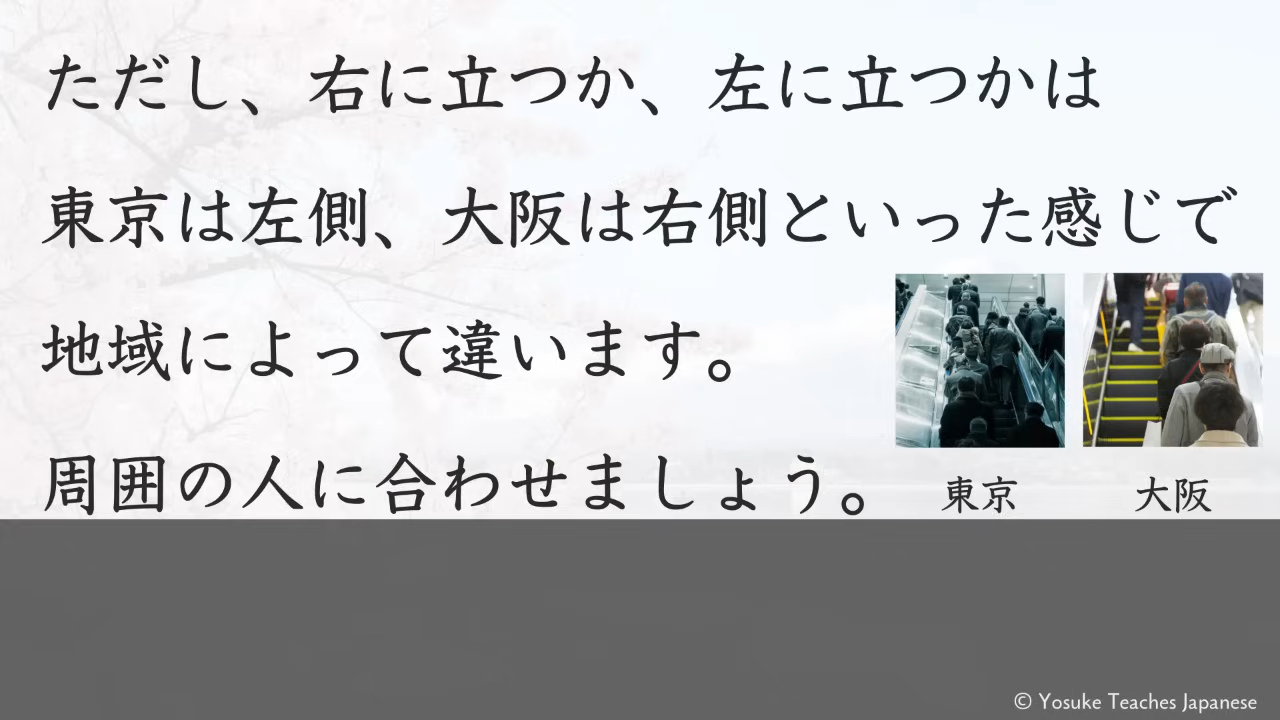 ただし、右に立つか、左に立つかは
東京は左側、大阪は右側といった感じで
地域によって違います。
周囲の人に合わせましょう。
東京
大阪
© Yosuke Teaches Japanese